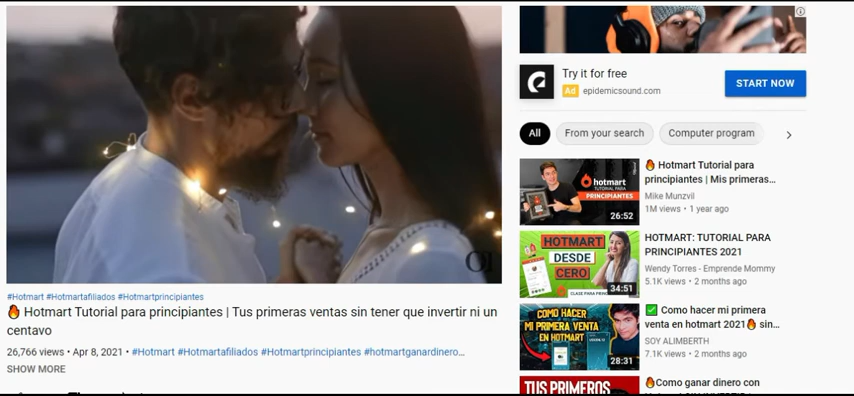 #Hotmart #Hotmartafiliados #Hotmartprincipiantes
🔥 Hotmart Tutorial para principiantes | Tus primeras ventas sin tener que invertir ni un
centavo
26,766 views • Apr 8, 2021 • #Hotmart #Hotmartafiliados #Hotmartprincipiantes #hotmartganardinero...
SHOW MORE
Try it for free
Ad epidemicsound.com
START NOW
All
From your search
Computer program
hotmart
TUTORIAL PARA
PRINCIPIANTES
26:52
🔥 Hotmart Tutorial para
principiantes | Mis primeras...
Mike Munzvil
1M views • 1 year ago
HOTMART
DESDE
CERO
34:51
HOTMART: TUTORIAL PARA
PRINCIPIANTES 2021
Wendy Torres - Emprende Mommy
5.1K views • 2 months ago
COMO HACER
MI PRIMERA VENTA
EN HOTMART
28:31
✅ Como hacer mi primera
venta en hotmart 2021🔥 sin...
SOY ALIMBERTH
7.1K views • 2 months ago
TUS PRIMEROS
🔥Como ganar dinero con